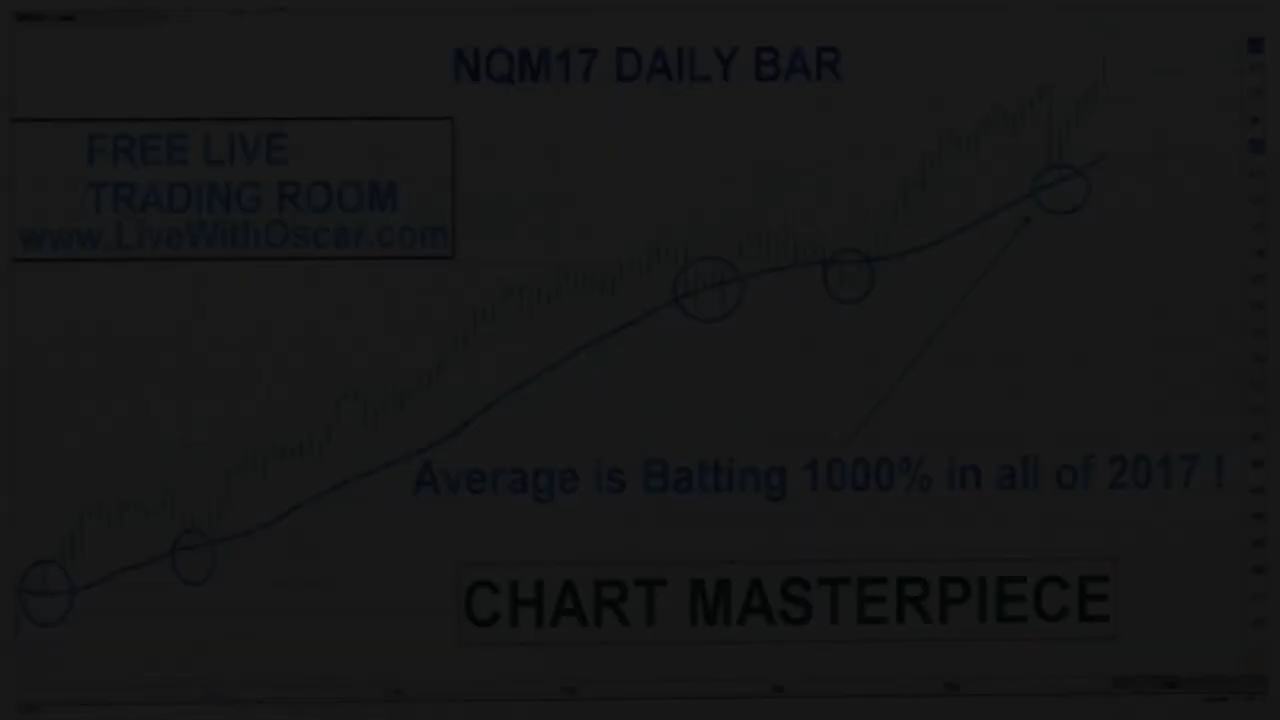 NQM17 DAILY BAR
FREE LIVE
TRADING ROOM
www.LiveWithOscar.com
Average is Batting 1000% in all of 2017 !
CHART MASTERPIECE